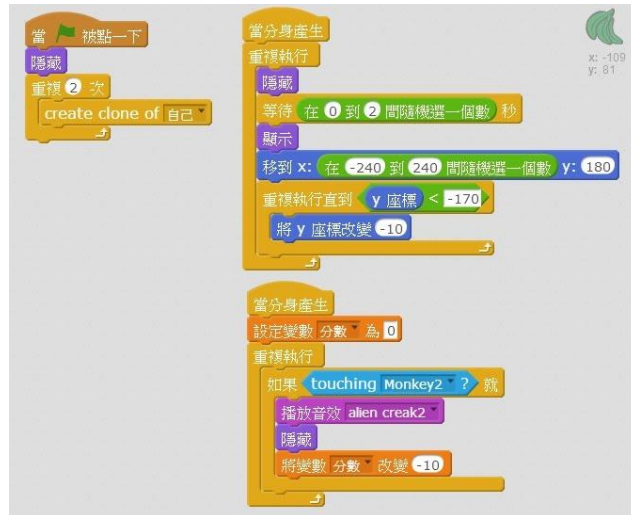 當 被點一下
隱藏
重複 2 次
create clone of 自己
當分身產生
重複執行
隱藏
等待 在 0 到 2 間隨機選一個數 秒
顯示
移到 x: 在 -240 到 240 間隨機選一個數 y: 180
重複執行直到 y 座標 < -170
將 y 座標改變 -10
x: -109
y: 81
當分身產生
設定變數 分數 為 0
重複執行
如果 touching Monkey2 ? 就
播放音效 alien creak2
隱藏
將變數 分數 改變 -10